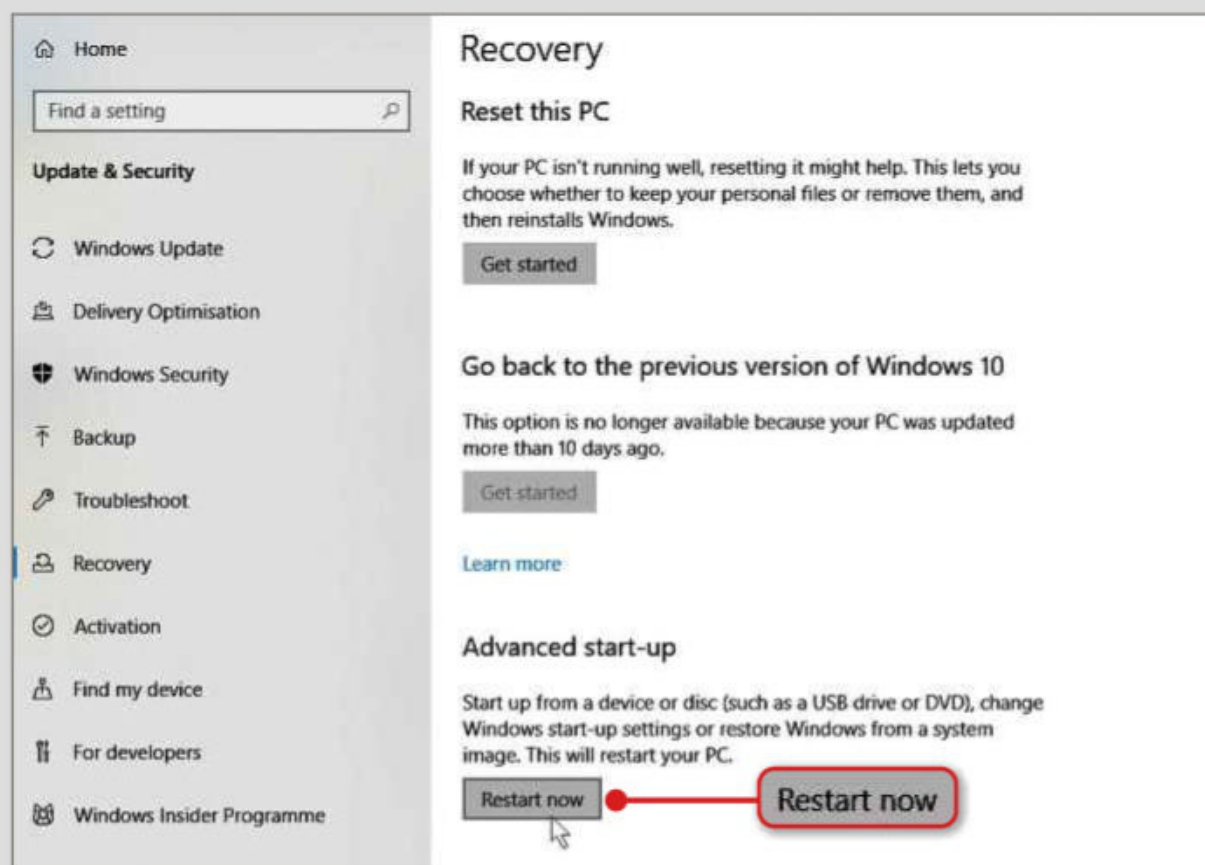 Home
Find a setting
Update & Security
Windows Update
Delivery Optimisation
Windows Security
Backup
Troubleshoot
Recovery
Activation
Find my device
For developers
Windows Insider Programme
Recovery
Reset this PC
If your PC isn't running well, resetting it might help. This lets you
choose whether to keep your personal files or remove them, and
then reinstalls Windows.
Get started
Go back to the previous version of Windows 10
This option is no longer available because your PC was updated
more than 10 days ago.
Get started
Learn more
Advanced start-up
Start up from a device or disc (such as a USB drive or DVD), change
Windows start-up settings or restore Windows from a system
image. This will restart your PC.
Restart now
Restart now